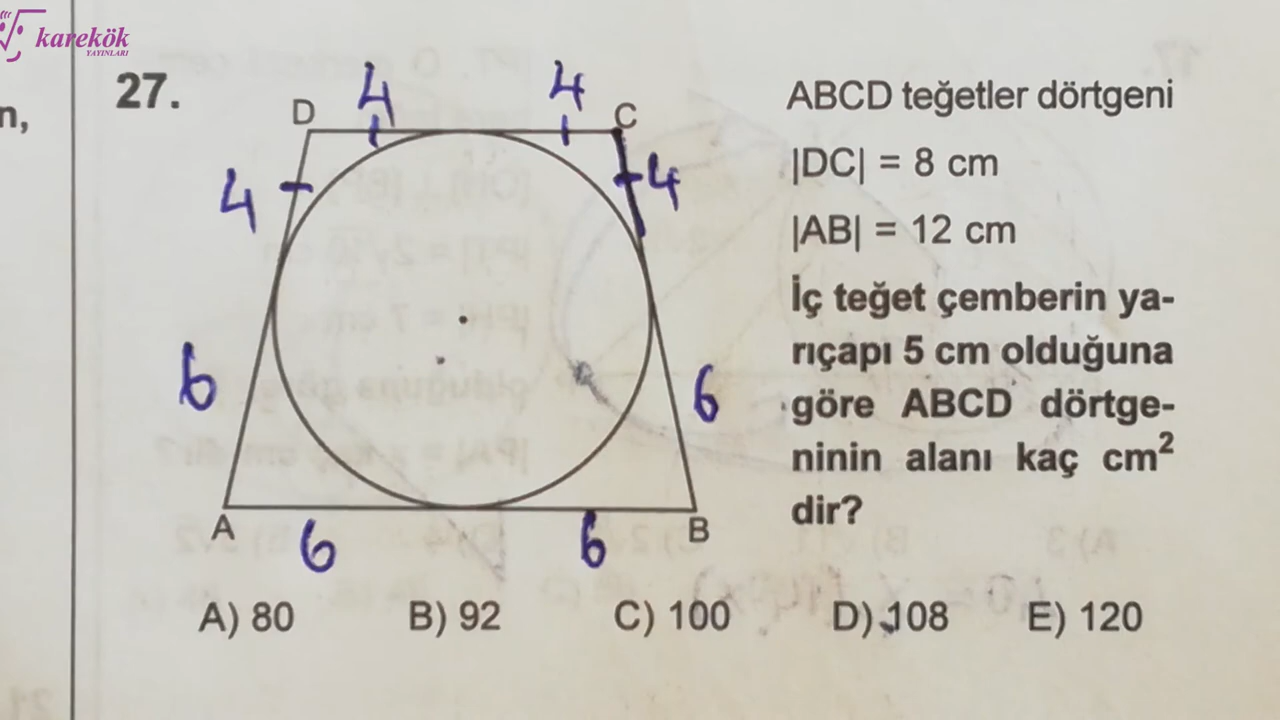 karekök
YAYINLARI
n,
27.
D
4
4
C
4
4
6
6
A
6
6
B
ABCD teğetler dörtgeni
|DC| = 8 cm
|AB| = 12 cm
İç teğet çemberin ya-
rıçapı 5 cm olduğuna
göre ABCD dörtge-
ninin alanı kaç cm²
dir?
A) 80 B) 92 C) 100 D) 108 E) 120